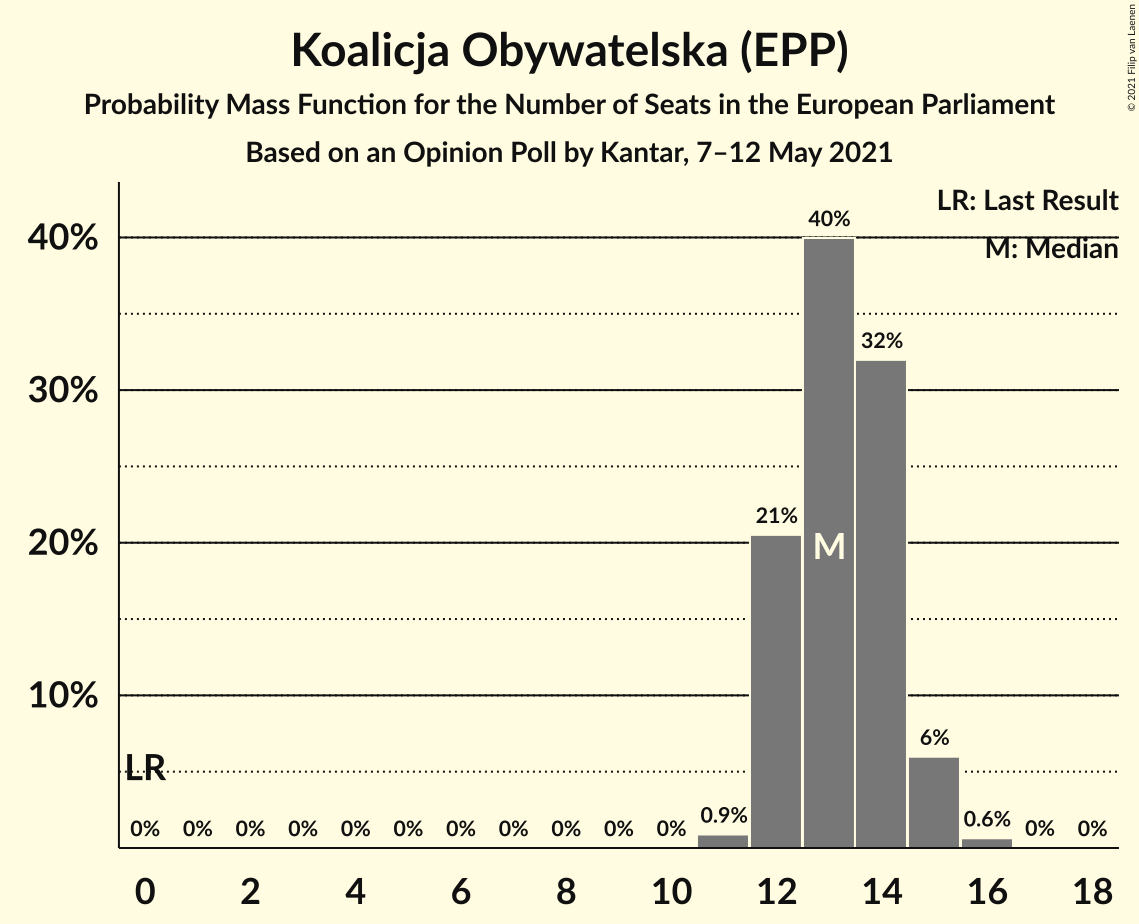 Koalicja Obywatelska (EPP)
Probability Mass Function for the Number of Seats in the European Parliament
Based on an Opinion Poll by Kantar, 7–12 May 2021
© 2021 Filip van Laenen
LR: Last Result
M: Median
40%
30%
20%
10%
40%
32%
21%
M
6%
LR
0% 0% 0% 0% 0% 0% 0% 0% 0% 0% 0% 0.9% 0.6% 0% 0%
0 2 4 6 8 10 12 14 16 18